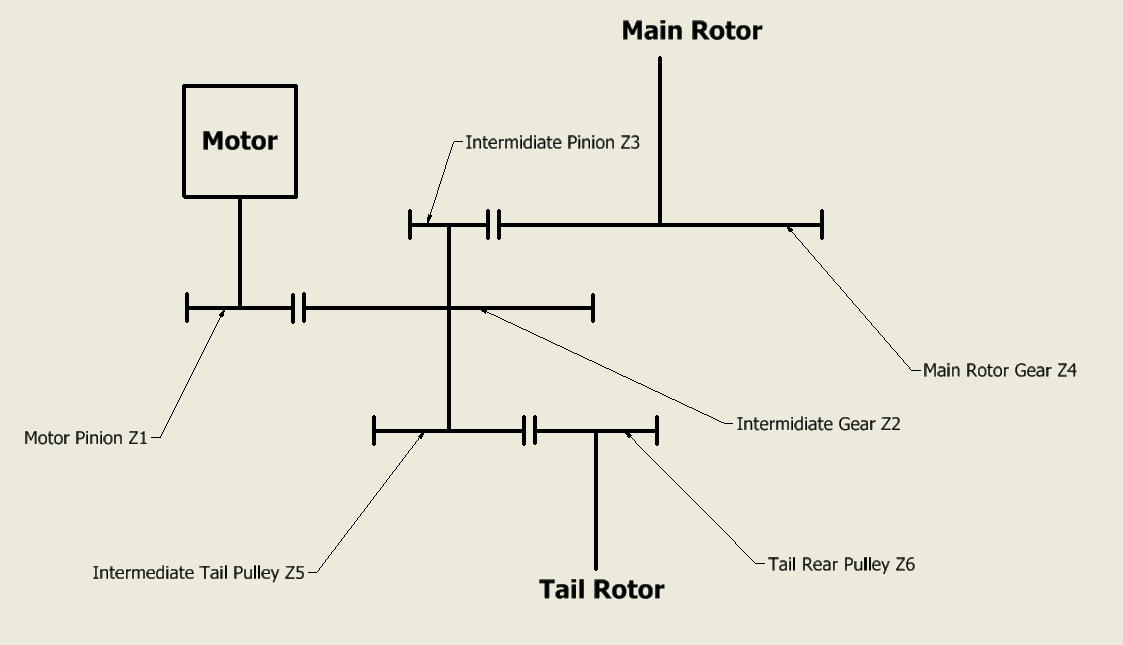 Main Rotor
Motor
Intermidiate Pinion Z3
Main Rotor Gear Z4
Motor Pinion Z1
Intermidiate Gear Z2
Intermediate Tail Pulley Z5
Tail Rear Pulley Z6
Tail Rotor